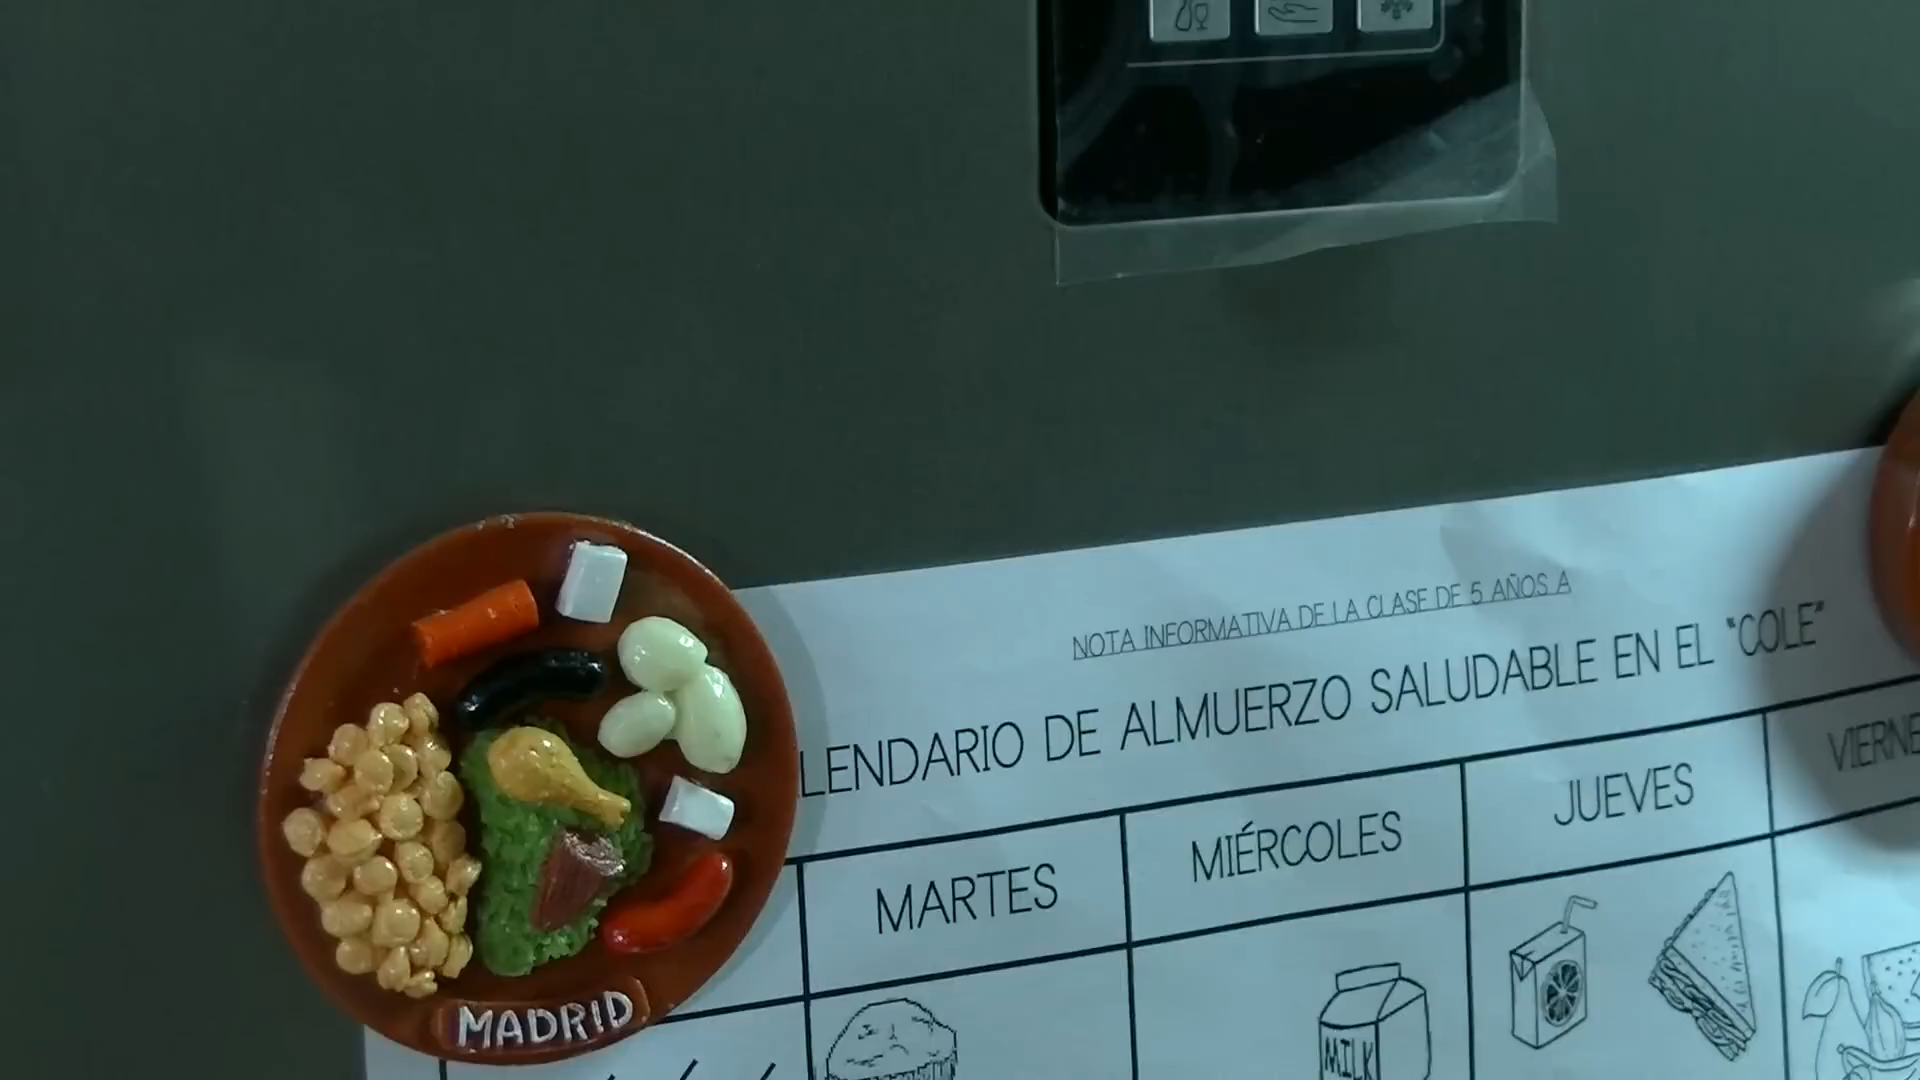 NOTA INFORMATIVA DE LA CLASE DE 5 AÑOS A
LENDARIO DE ALMUERZO SALUDABLE EN EL "COLE"
MARTES
MIÉRCOLES
JUEVES
VIERNE
MILK
MADRID